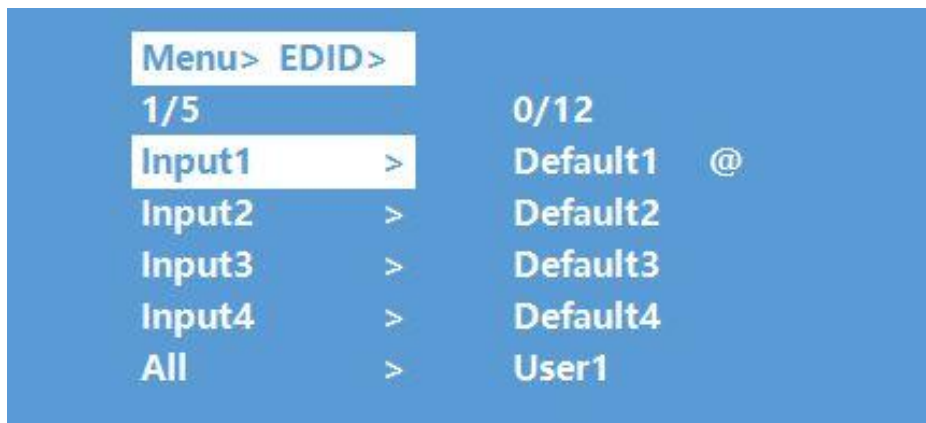 Menu> EDID>
1/5 0/12
Input1 > Default1 @
Input2 > Default2
Input3 > Default3
Input4 > Default4
All > User1